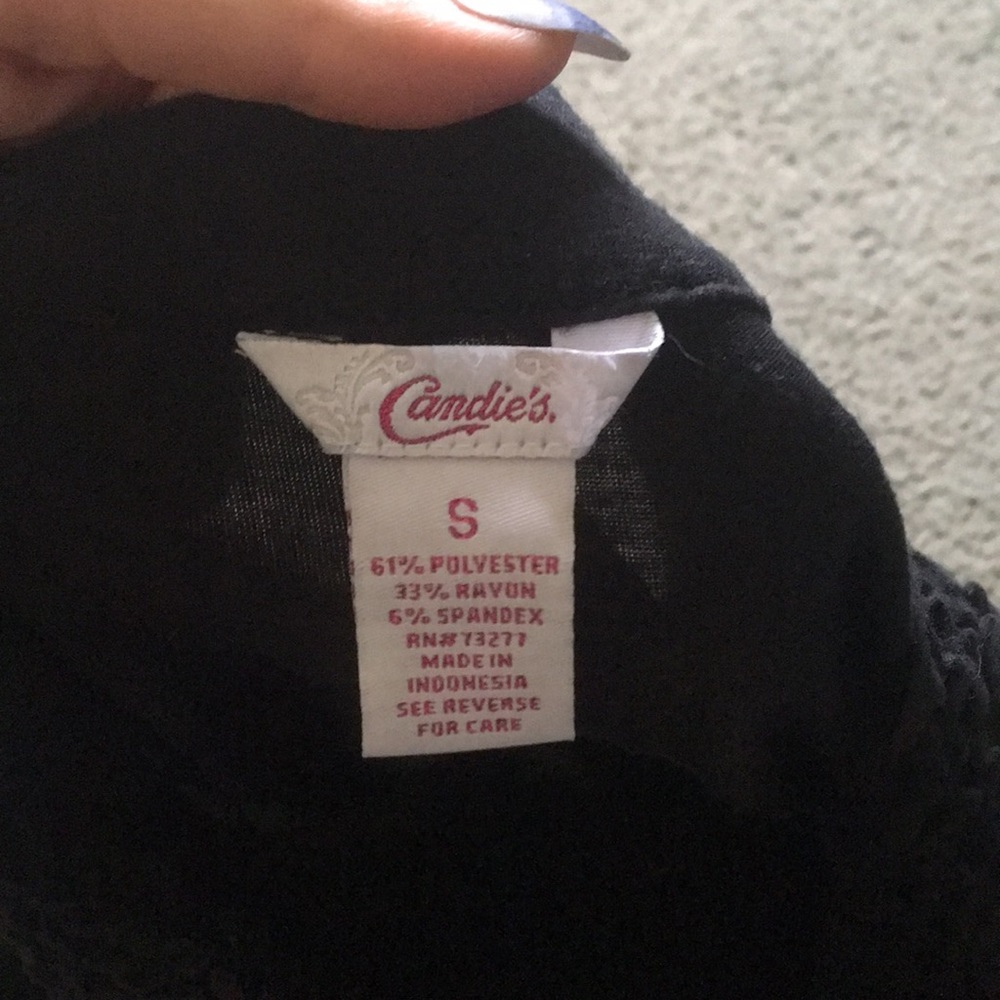 Candie's.
S
61% POLYESTER
33% RAYON
6% SPANDEX
RN#73277
MADE IN
INDONESIA
SEE REVERSE
FOR CARE